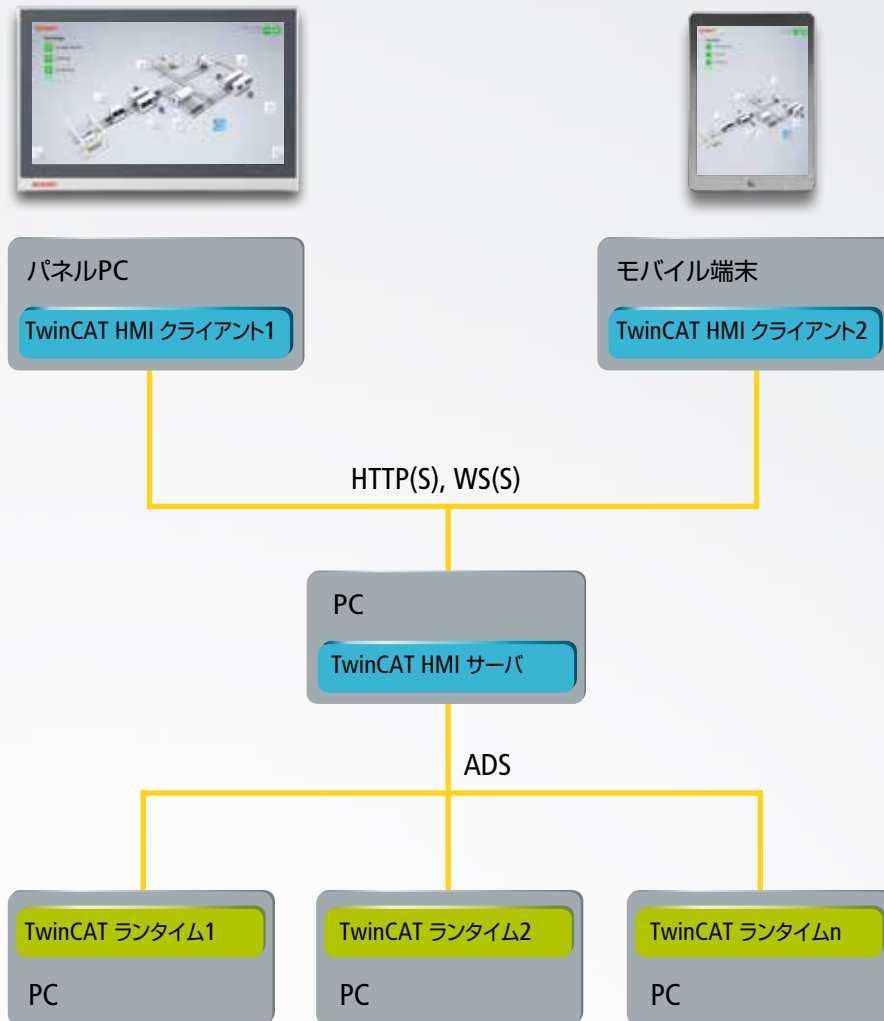 パネルPC
TwinCAT HMI クライアント1
モバイル端末
TwinCAT HMI クライアント2
HTTP(S), WS(S)
PC
TwinCAT HMI サーバ
ADS
TwinCAT ランタイム1
PC
TwinCAT ランタイム2
PC
TwinCAT ランタイムn
PC